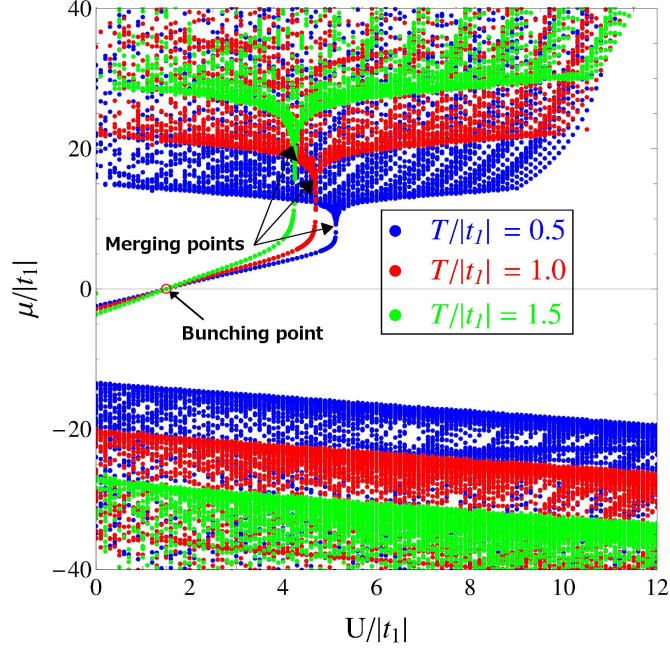 40
20
0
−20
−40
μ/|t₁|
Merging points
Bunching point
T/|t₁| = 0.5
T/|t₁| = 1.0
T/|t₁| = 1.5
0 2 4 6 8 10 12
U/|t₁|